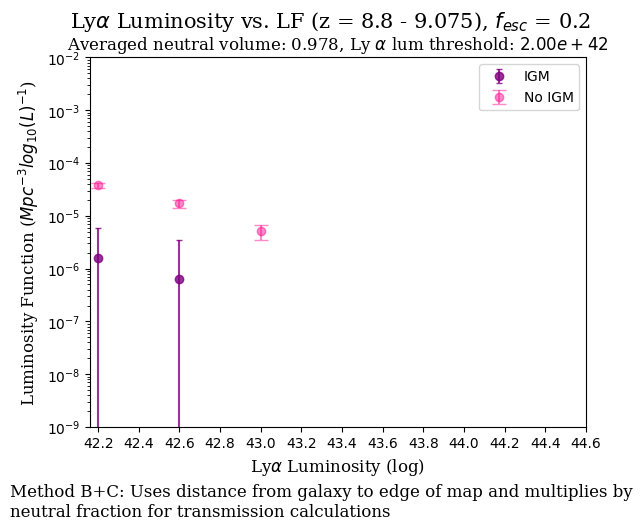 Lyα Luminosity vs. LF (z = 8.8 - 9.075), f_esc = 0.2
Averaged neutral volume: 0.978, Ly α lum threshold: 2.00e + 42
Luminosity Function (Mpc⁻³log₁₀(L)⁻¹)
10⁻²
10⁻³
10⁻⁴
10⁻⁵
10⁻⁶
10⁻⁷
10⁻⁸
10⁻⁹
IGM
No IGM
42.2 42.4 42.6 42.8 43.0 43.2 43.4 43.6 43.8 44.0 44.2 44.4 44.6
Lyα Luminosity (log)
Method B+C: Uses distance from galaxy to edge of map and multiplies by
neutral fraction for transmission calculations